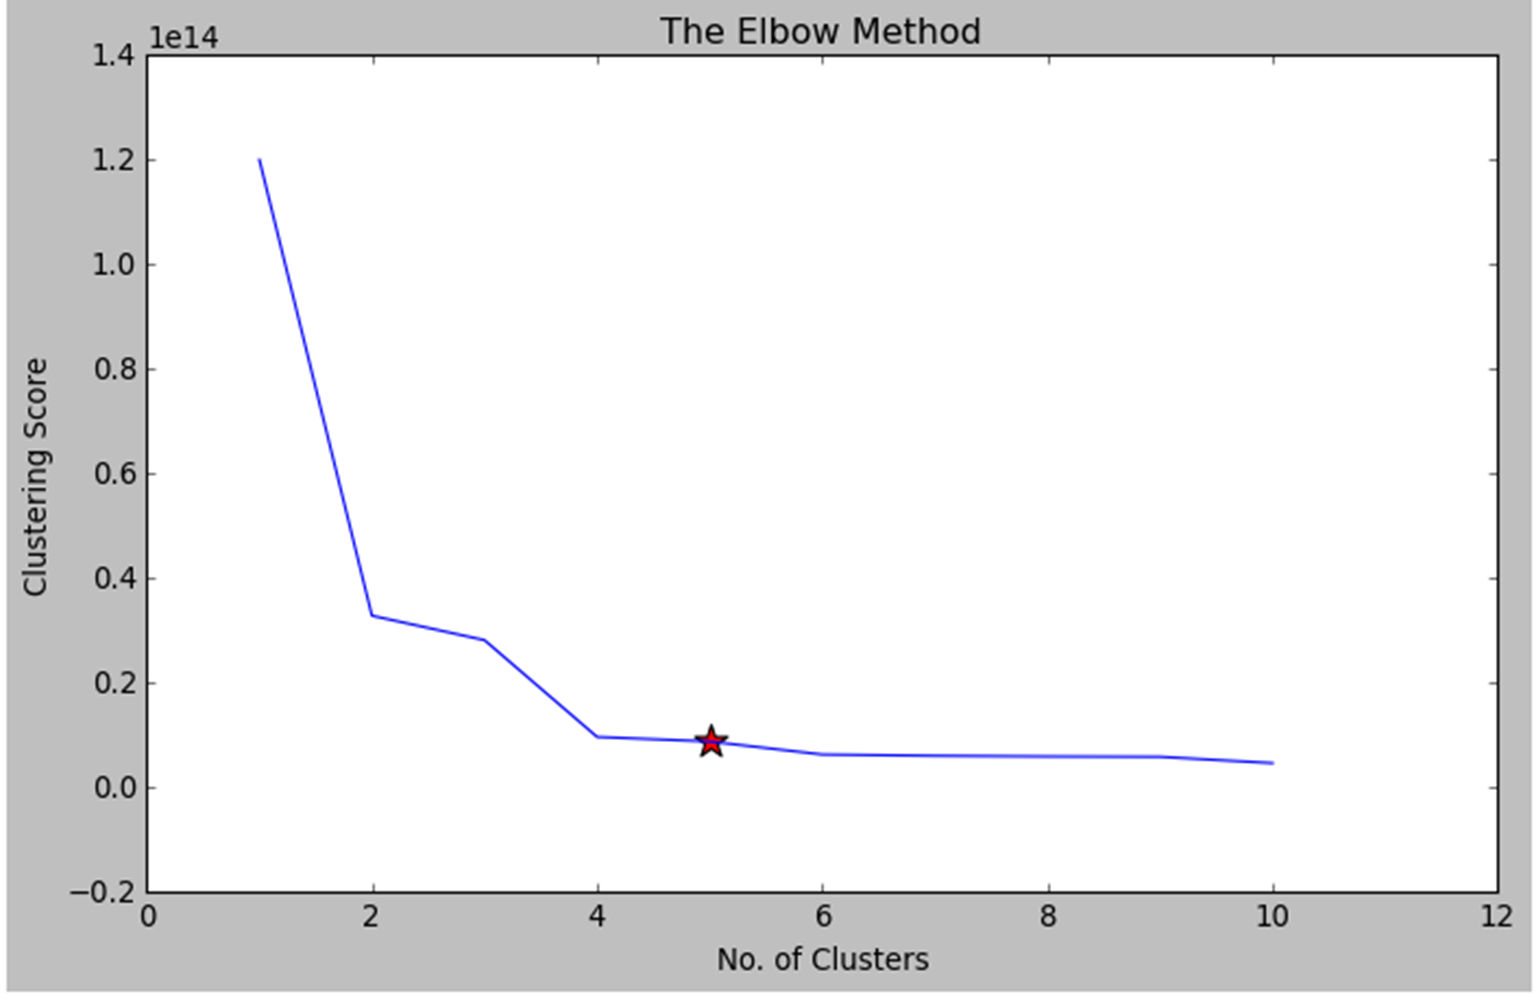 The Elbow Method
1e14
1.4
1.2
1.0
0.8
0.6
0.4
0.2
0.0
−0.2
Clustering Score
0 2 4 6 8 10 12
No. of Clusters